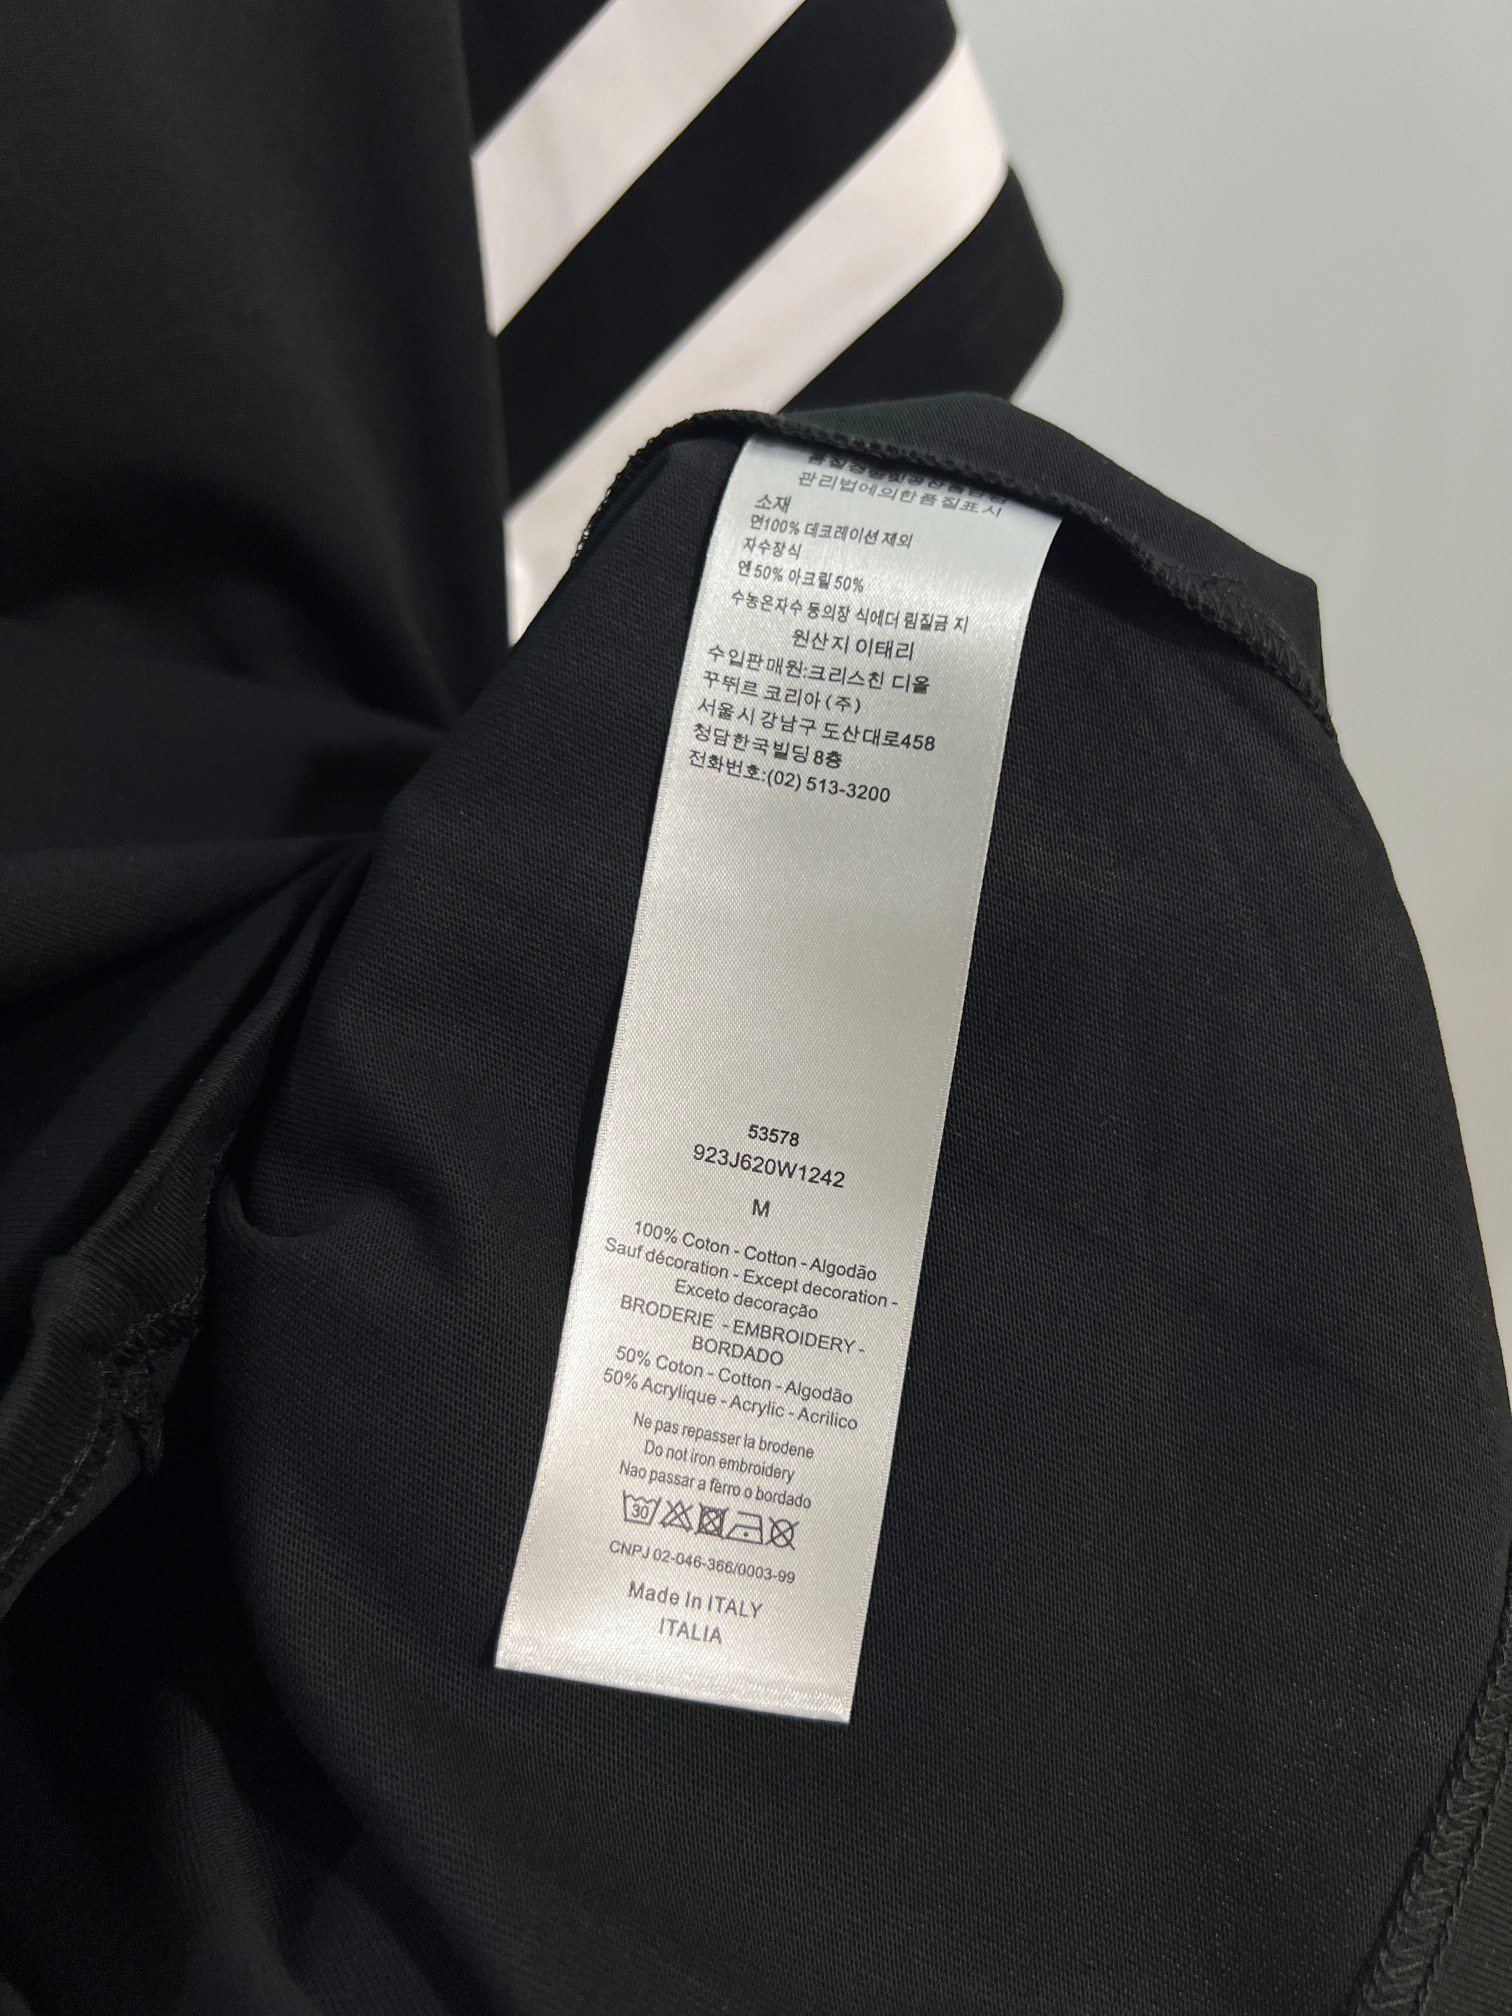 관리법에의한품질표시
소재
면100% 데코레이션 제외
자수장식
엔 50% 아크릴 50%
수농은자수 동의장 식에더 림질금 지
원산지 이태리
수입판매원:크리스친 디올
꾸뛰르 코리아 (주)
서울시 강남구 도산대로458
청담한국빌딩 8층
전화번호:(02) 513-3200
53578
923J620W1242
M
100% Coton - Cotton - Algodão
Sauf décoration - Except decoration -
Exceto decoração
BRODERIE - EMBROIDERY -
BORDADO
50% Coton - Cotton - Algodão
50% Acrylique - Acrylic - Acrilico
Ne pas repasser la brodene
Do not iron embroidery
Nao passar a ferro o bordado
30
CNPJ 02-046-366/0003-99
Made In ITALY
ITALIA